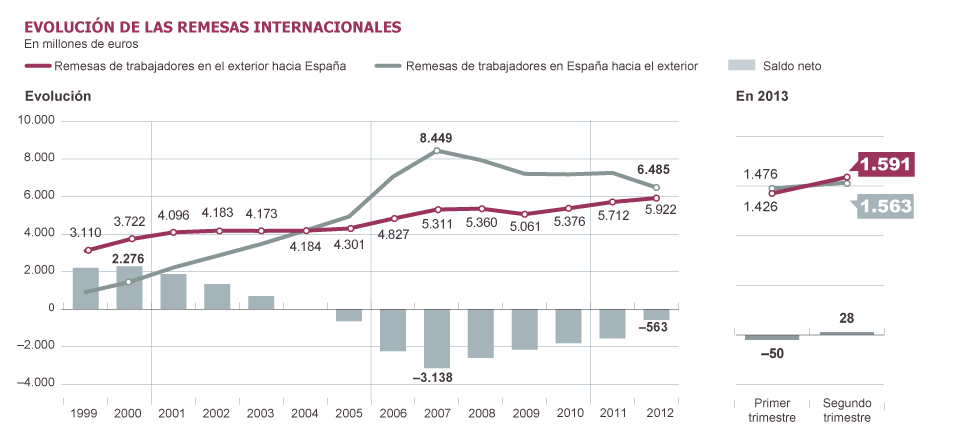 EVOLUCIÓN DE LAS REMESAS INTERNACIONALES
En millones de euros
Remesas de trabajadores en el exterior hacia España
Remesas de trabajadores en España hacia el exterior
Saldo neto
Evolución
10.000
8.000
6.000
4.000
2.000
0
–2.000
–4.000
3.110
3.722
4.096
4.183
4.173
4.184
4.301
4.827
5.311
5.360
5.061
5.376
5.712
5.922
8.449
6.485
2.276
–3.138
–563
1999 2000 2001 2002 2003 2004 2005 2006 2007 2008 2009 2010 2011 2012
En 2013
1.476
1.426
1.591
1.563
–50
28
Primer
trimestre
Segundo
trimestre